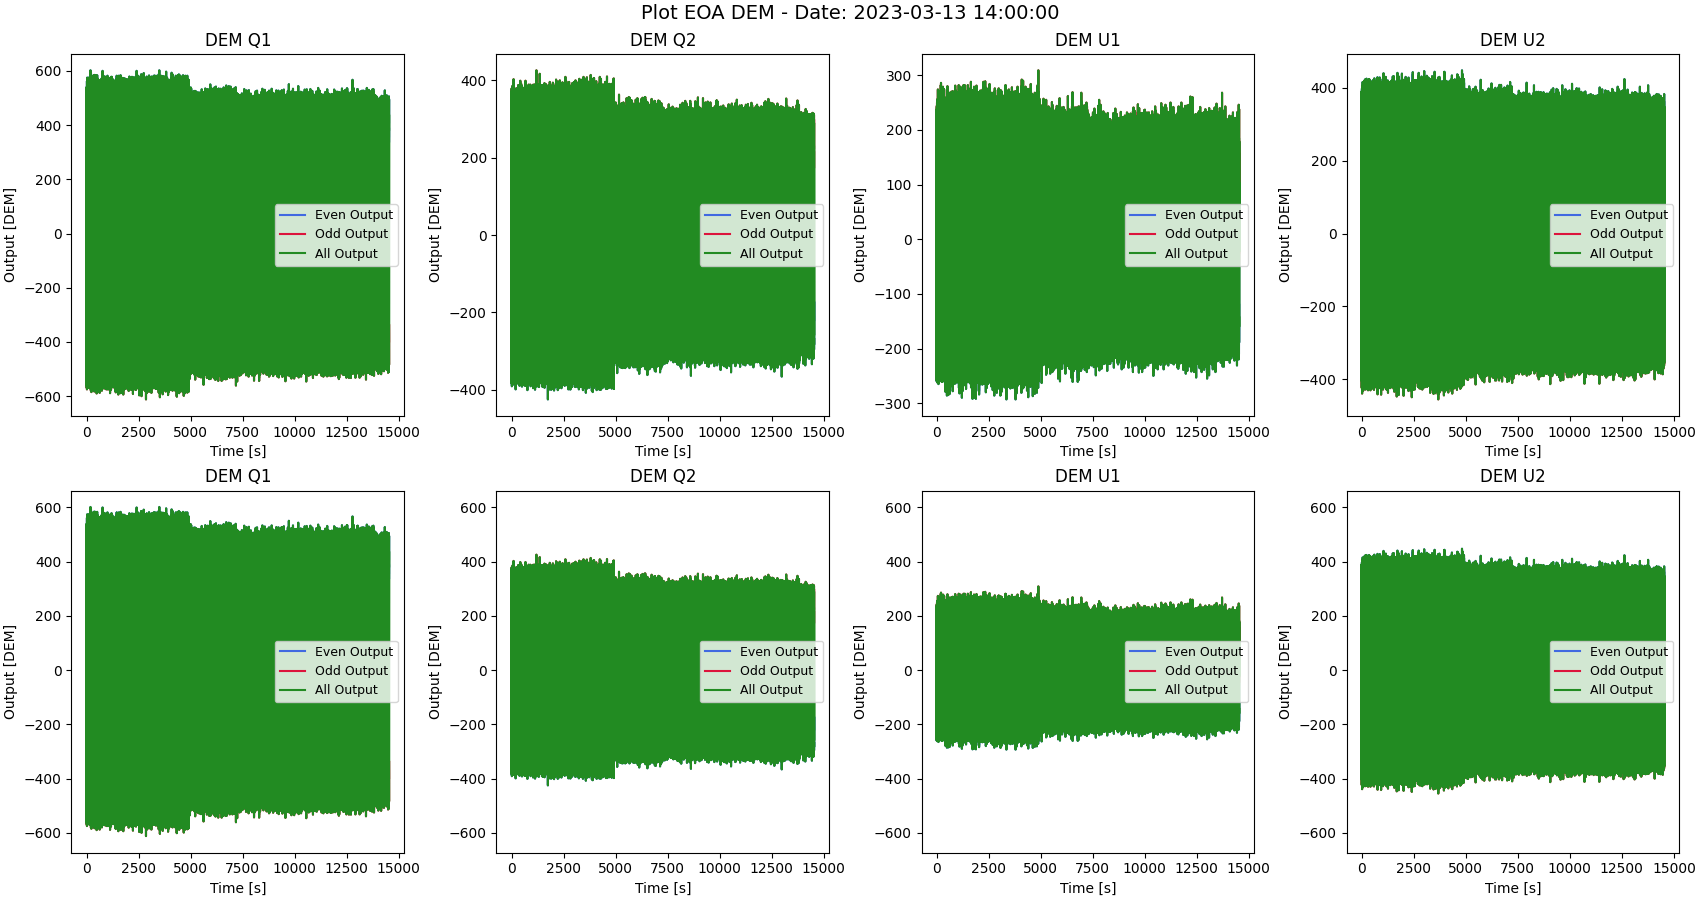 Plot EOA DEM - Date: 2023-03-13 14:00:00
DEM Q1
600
400
200
0
−200
−400
−600
Output [DEM]
0 2500 5000 7500 10000 12500 15000
Time [s]
Even Output
Odd Output
All Output
DEM Q2
400
200
0
−200
−400
Output [DEM]
0 2500 5000 7500 10000 12500 15000
Time [s]
Even Output
Odd Output
All Output
DEM U1
300
200
100
0
−100
−200
−300
Output [DEM]
0 2500 5000 7500 10000 12500 15000
Time [s]
Even Output
Odd Output
All Output
DEM U2
400
200
0
−200
−400
Output [DEM]
0 2500 5000 7500 10000 12500 15000
Time [s]
Even Output
Odd Output
All Output
DEM Q1
600
400
200
0
−200
−400
−600
Output [DEM]
0 2500 5000 7500 10000 12500 15000
Time [s]
Even Output
Odd Output
All Output
DEM Q2
600
400
200
0
−200
−400
−600
Output [DEM]
0 2500 5000 7500 10000 12500 15000
Time [s]
Even Output
Odd Output
All Output
DEM U1
600
400
200
0
−200
−400
−600
Output [DEM]
0 2500 5000 7500 10000 12500 15000
Time [s]
Even Output
Odd Output
All Output
DEM U2
600
400
200
0
−200
−400
−600
Output [DEM]
0 2500 5000 7500 10000 12500 15000
Time [s]
Even Output
Odd Output
All Output